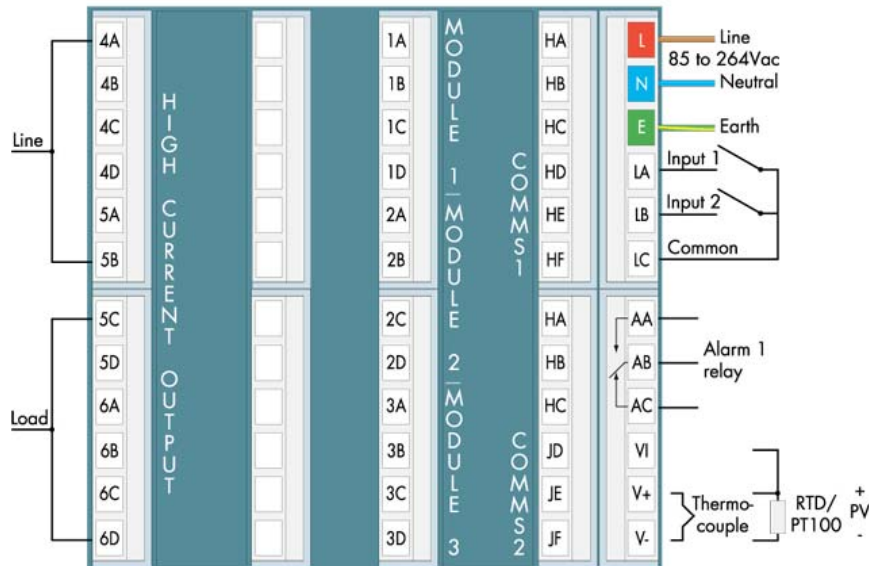 4A
4B
4C
4D
5A
5B
Line
5C
5D
6A
6B
6C
6D
Load
HIGH CURRENT OUTPUT
1A
1B
1C
1D
2A
2B
2C
2D
3A
3B
3C
3D
MODULE 1 MODULE 2 MODULE 3
COMMS1
COMMS2
HA
HB
HC
HD
HE
HF
HA
HB
HC
JD
JE
JF
L Line
85 to 264Vac
N Neutral
E Earth
LA Input 1
LB Input 2
LC Common
AA
AB
AC
Alarm 1
relay
VI
V+
V-
Thermo-
couple
RTD/
PT100
+
PV
-